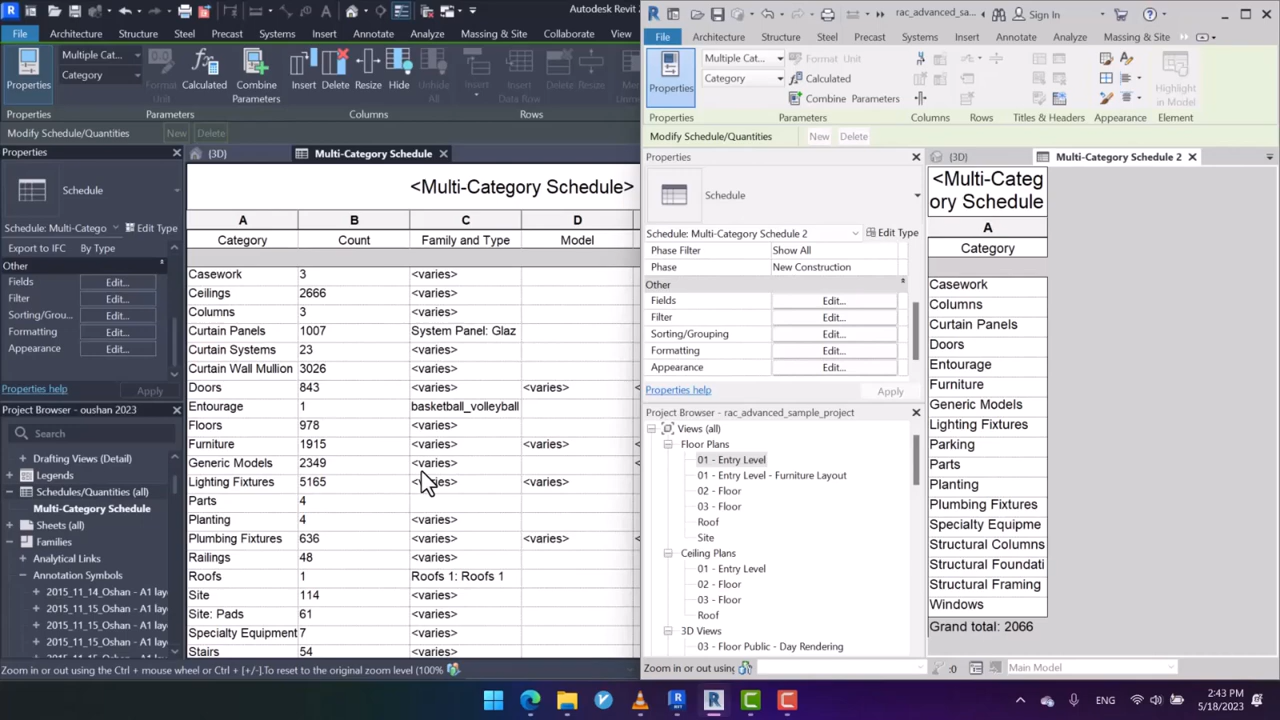 Autodesk Revit 2
File
Architecture
Structure
Steel
Precast
Systems
Insert
Annotate
Analyze
Massing & Site
Collaborate
View
Properties
Multiple Cat...
Category
Format
Unit
Calculated
Combine
Parameters
Insert
Delete
Resize
Hide
Unhide
All
Insert
Insert
Data Row
Delete
Resize
Properties
Parameters
Columns
Rows
Modify Schedule/Quantities
New
Delete
Properties
(3D)
Multi-Category Schedule
Schedule
Schedule: Multi-Catego
Edit Type
Export to IFC
By Type
Other
Fields
Edit...
Filter
Edit...
Sorting/Grou...
Edit...
Formatting
Edit...
Appearance
Edit...
Properties help
Apply
Project Browser - oushan 2023
Search
Drafting Views (Detail)
Legends
Schedules/Quantities (all)
Multi-Category Schedule
Sheets (all)
Families
Analytical Links
Annotation Symbols
2015_11_14_Oshan - A1 layo
2015_11_15_Oshan - A1 layo
2015_11_15_Oshan - A1 layo
2015_11_15_Oshan - A1 layo
<Multi-Category Schedule>
A B C D
Category Count Family and Type Model
Casework 3 <varies>
Ceilings 2666 <varies>
Columns 3 <varies>
Curtain Panels 1007 System Panel: Glaz
Curtain Systems 23 <varies>
Curtain Wall Mullion 3026 <varies>
Doors 843 <varies> <varies>
Entourage 1 basketball_volleyball
Floors 978 <varies>
Furniture 1915 <varies> <varies>
Generic Models 2349 <varies>
Lighting Fixtures 5165 <varies> <varies>
Parts 4
Planting 4 <varies>
Plumbing Fixtures 636 <varies> <varies>
Railings 48 <varies>
Roofs 1 Roofs 1: Roofs 1
Site 114 <varies>
Site: Pads 61 <varies>
Specialty Equipment 7 <varies>
Stairs 54 <varies>
Zoom in or out using the Ctrl + mouse wheel or Ctrl + [+/-].To reset to the original zoom level (100%
rac_advanced_sa...
Sign In
File
Architecture
Structure
Steel
Precast
Systems
Insert
Annotate
Analyze
Massing & Site
Properties
Multiple Cat...
Category
Format Unit
Calculated
Combine Parameters
Highlight
in Model
Properties
Parameters
Columns
Rows
Titles & Headers
Appearance
Element
Modify Schedule/Quantities
New
Delete
Properties
(3D)
Multi-Category Schedule 2
Schedule
Schedule: Multi-Category Schedule 2
Edit Type
Phase Filter
Show All
Phase
New Construction
Other
Fields
Edit...
Filter
Edit...
Sorting/Grouping
Edit...
Formatting
Edit...
Appearance
Edit...
Properties help
Apply
Project Browser - rac_advanced_sample_project
Views (all)
Floor Plans
01 - Entry Level
01 - Entry Level - Furniture Layout
02 - Floor
03 - Floor
Roof
Site
Ceiling Plans
01 - Entry Level
02 - Floor
03 - Floor
Roof
3D Views
03 - Floor Public - Day Rendering
<Multi-Categ
ory Schedule
A
Category
Casework
Columns
Curtain Panels
Doors
Entourage
Furniture
Generic Models
Lighting Fixtures
Parking
Parts
Planting
Plumbing Fixtures
Specialty Equipme
Structural Columns
Structural Foundati
Structural Framing
Windows
Grand total: 2066
Zoom in or out using
:0
Main Model
ENG
2:43 PM
5/18/2023